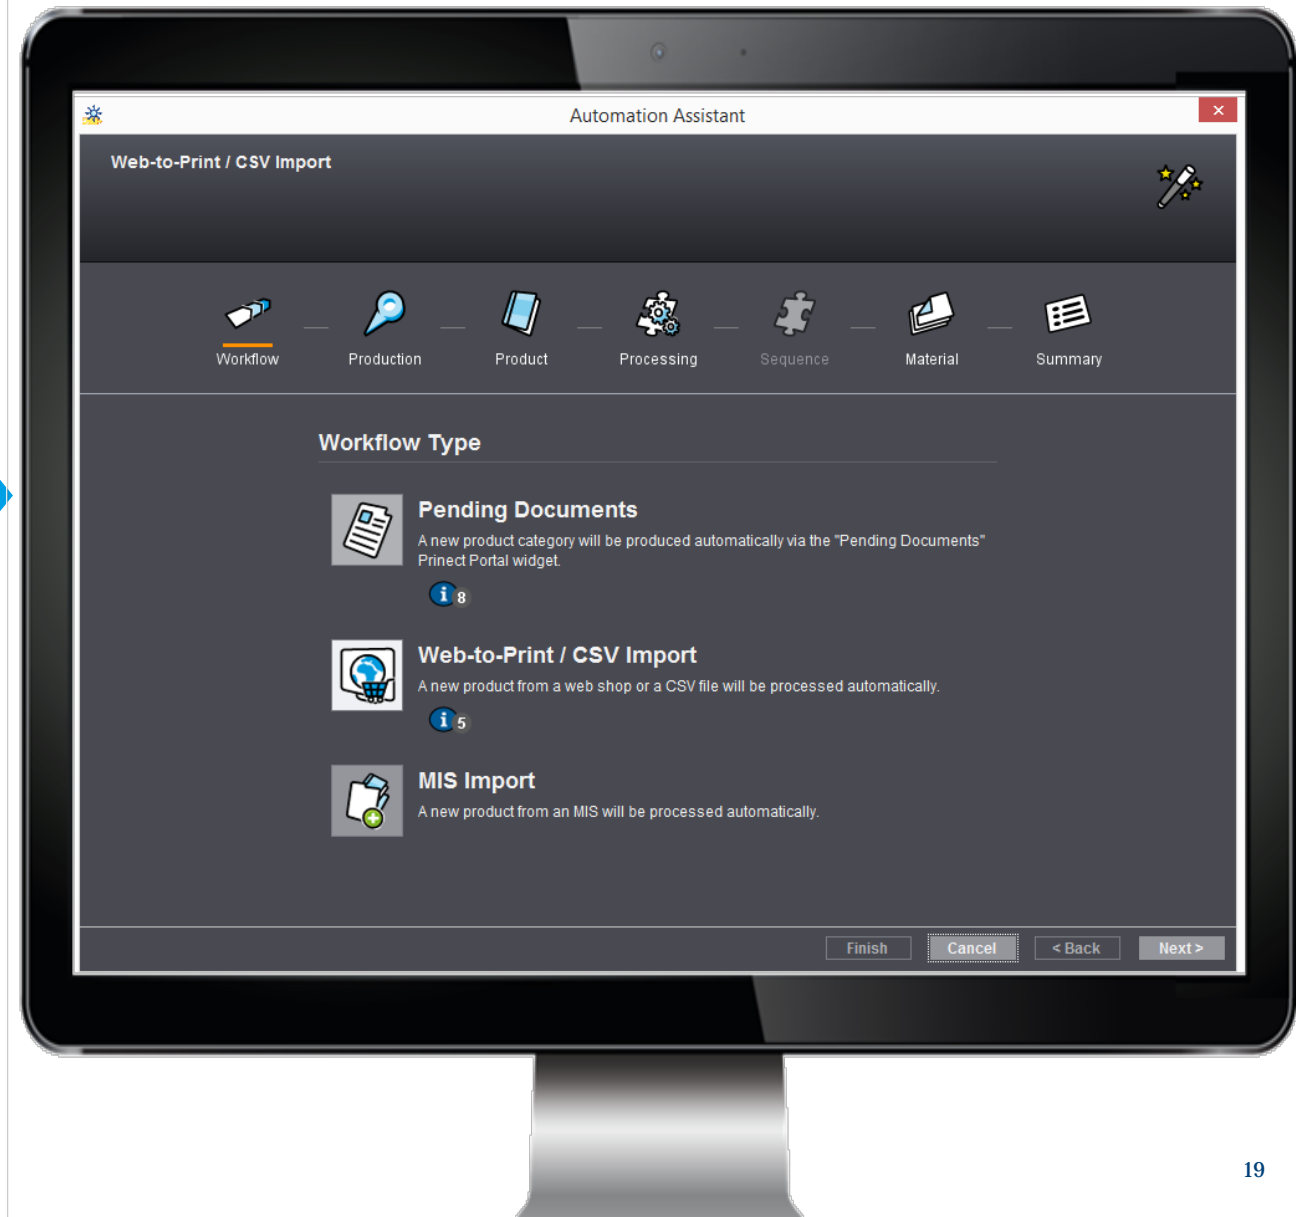 Automation Assistant
Web-to-Print / CSV Import
Workflow
Production
Product
Processing
Sequence
Material
Summary
Workflow Type
Pending Documents
A new product category will be produced automatically via the "Pending Documents"
Prinect Portal widget.
i 8
Web-to-Print / CSV Import
A new product from a web shop or a CSV file will be processed automatically.
i 5
MIS Import
A new product from an MIS will be processed automatically.
Finish
Cancel
< Back
Next >
19